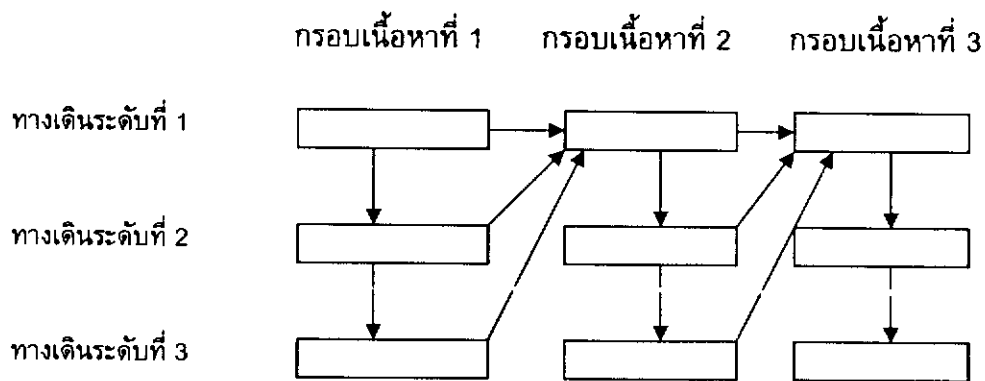 กรอบเนื้อหาที่ 1 กรอบเนื้อหาที่ 2 กรอบเนื้อหาที่ 3
ทางเดินระดับที่ 1
ทางเดินระดับที่ 2
ทางเดินระดับที่ 3